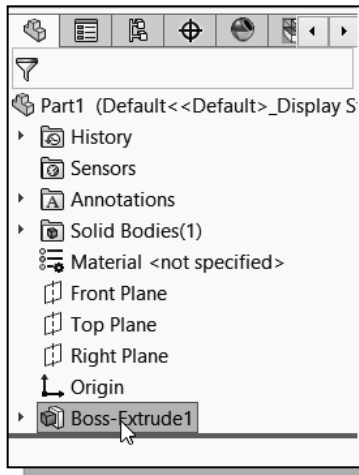 Part1 (Default<<Default>_Display S
History
Sensors
Annotations
Solid Bodies(1)
Material <not specified>
Front Plane
Top Plane
Right Plane
Origin
Boss-Extrude1